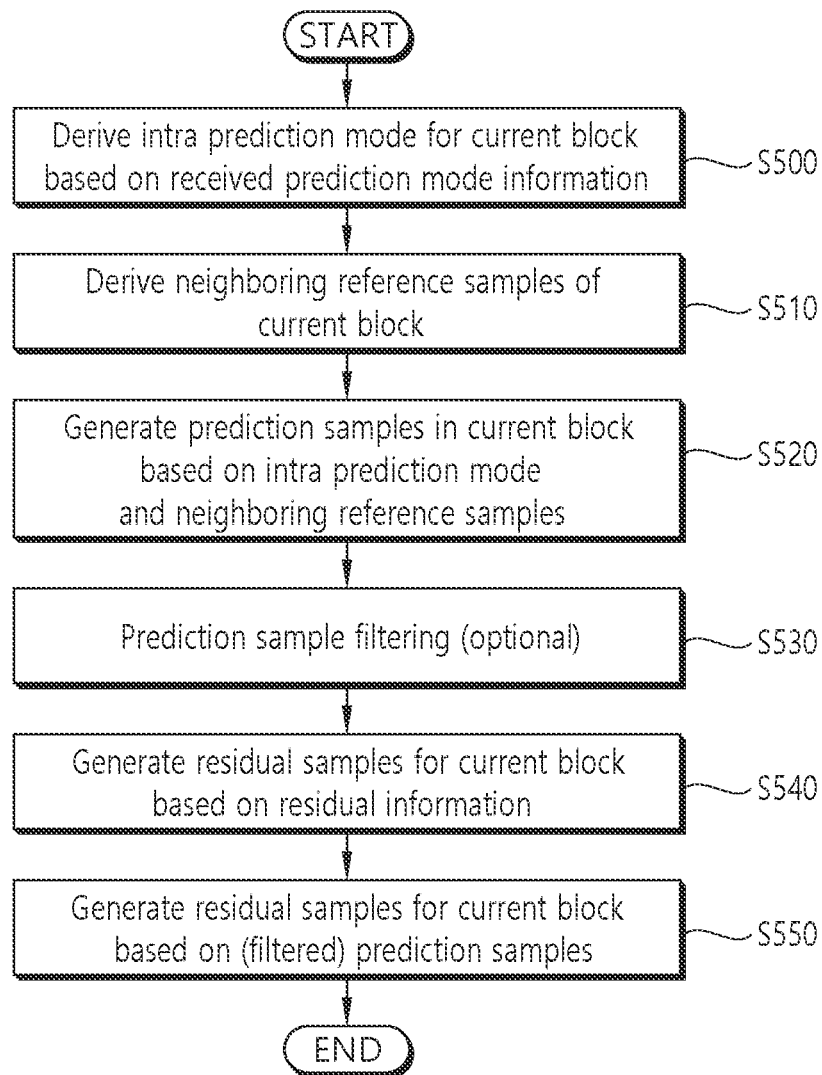 START
Derive intra prediction mode for current block
based on received prediction mode information
S500
Derive neighboring reference samples of
current block
S510
Generate prediction samples in current block
based on intra prediction mode
and neighboring reference samples
S520
Prediction sample filtering (optional)
S530
Generate residual samples for current block
based on residual information
S540
Generate residual samples for current block
based on (filtered) prediction samples
S550
END